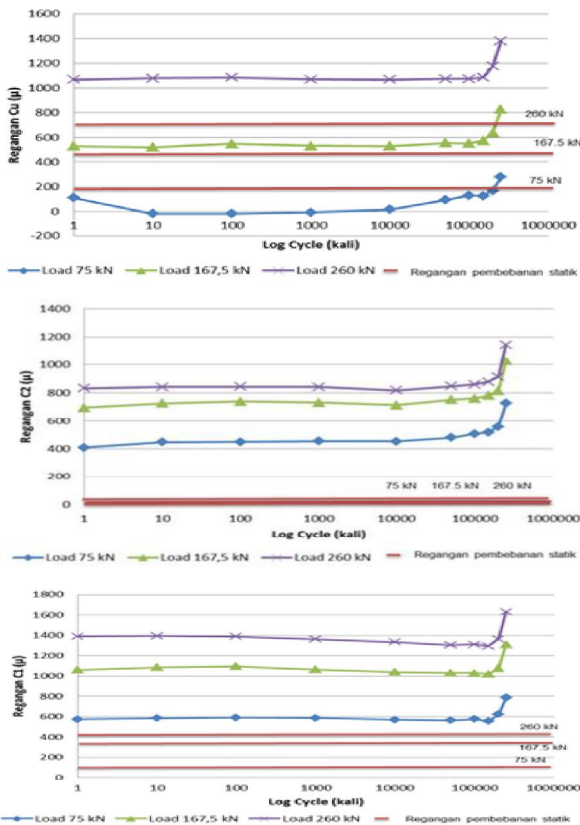 1600
1400
1200
1000
800
600
400
200
0
-200
Regangan Cu (μ)
260 kN
167.5 kN
75 kN
1 10 100 1000 10000 100000 1000000
Log Cycle (kali)
Load 75 kN Load 167,5 kN Load 260 kN Regangan pembebanan statik
1400
1200
1000
800
600
400
200
0
Regangan C2 (μ)
75 kN 167.5 kN 260 kN
1 10 100 1000 10000 100000 1000000
Log Cycle (kali)
Load 75 kN Load 167,5 kN Load 260 kN Regangan pembebanan statik
1800
1600
1400
1200
1000
800
600
400
200
0
Regangan C1 (μ)
260 kN
167.5 kN
75 kN
1 10 100 1000 10000 100000 1000000
Log Cycle (kali)
Load 75 kN Load 167,5 kN Load 260 kN Regangan pembebanan statik